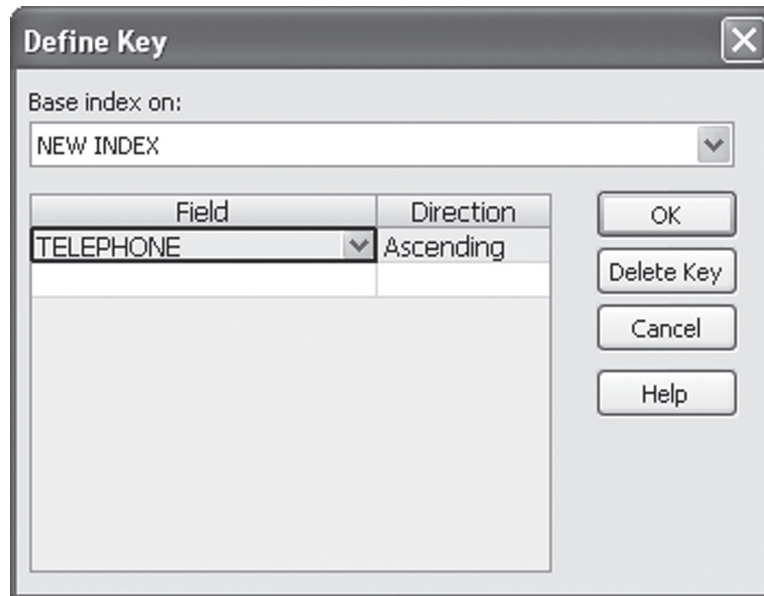 Define Key
Base index on:
NEW INDEX
Field Direction
TELEPHONE Ascending
OK
Delete Key
Cancel
Help